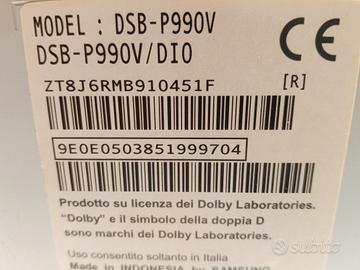 MODEL : DSB-P990V
DSB-P990V/DIO
CE
ZT8J6RMB910451F [R]
9E0E0503851999704
Prodotto su licenza dei Dolby Laboratories.
"Dolby" e il simbolo della doppia D
sono marchi dei Dolby Laboratories.
Uso consentito soltanto in Italia
Made in INDONESIA by SAMSUNG
subito